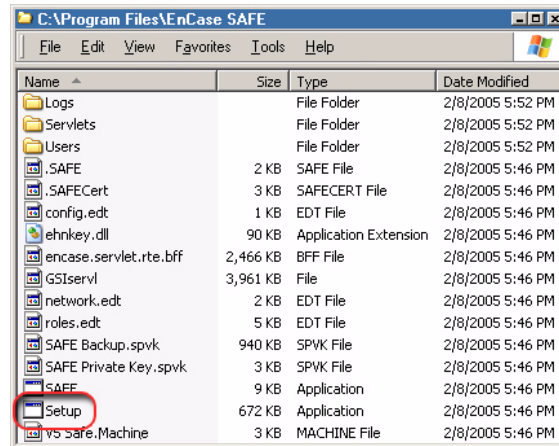 C:\Program Files\EnCase SAFE
File Edit View Favorites Tools Help
Name Size Type Date Modified
Logs File Folder 2/8/2005 5:52 PM
Servlets File Folder 2/8/2005 5:52 PM
Users File Folder 2/8/2005 5:52 PM
.SAFE 2 KB SAFE File 2/8/2005 5:46 PM
.SAFECert 3 KB SAFECERT File 2/8/2005 5:46 PM
config.edt 1 KB EDT File 2/8/2005 5:46 PM
ehnkey.dll 90 KB Application Extension 2/8/2005 5:46 PM
encase.servlet.rte.bff 2,466 KB BFF File 2/8/2005 5:46 PM
GSIservl 3,961 KB File 2/8/2005 5:46 PM
network.edt 2 KB EDT File 2/8/2005 5:46 PM
roles.edt 5 KB EDT File 2/8/2005 5:46 PM
SAFE Backup.spvk 940 KB SPVK File 2/8/2005 5:46 PM
SAFE Private Key.spvk 3 KB SPVK File 2/8/2005 5:46 PM
SAFE 9 KB Application 2/8/2005 5:46 PM
Setup 672 KB Application 2/8/2005 5:46 PM
V5 Safe.Machine 3 KB MACHINE File 2/8/2005 5:46 PM